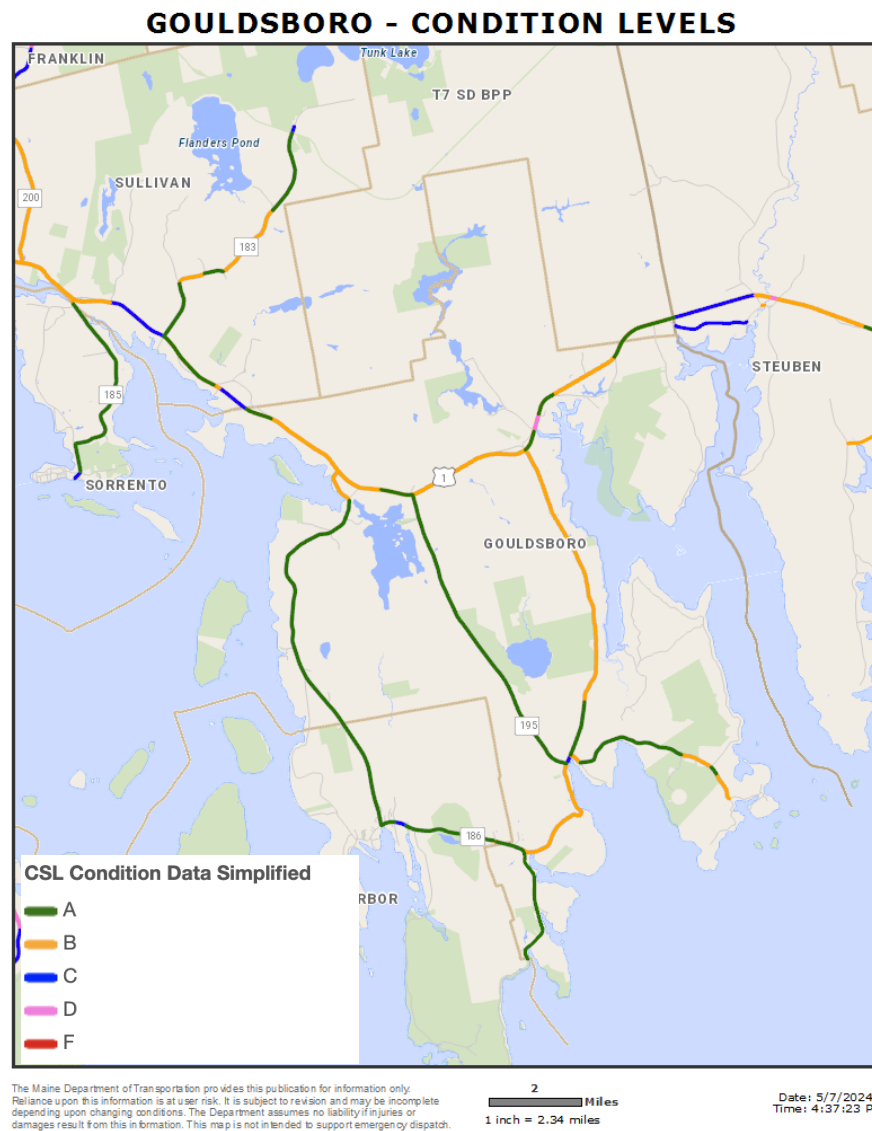 GOULDSBORO - CONDITION LEVELS
FRANKLIN
Tunk Lake
T7 SD BPP
Flanders Pond
SULLIVAN
200
183
STEUBEN
185
SORRENTO
1
GOULDSBORO
195
186
RBOR
CSL Condition Data Simplified
A
B
C
D
F
The Maine Department of Transportation provides this publication for information only.
Reliance upon this information is at user risk. It is subject to revision and may be incomplete
depending upon changing conditions. The Department assumes no liability if injuries or
damages result from this information. This map is not intended to support emergency dispatch.
2
Miles
1 inch = 2.34 miles
Date: 5/7/2024
Time: 4:37:23 P